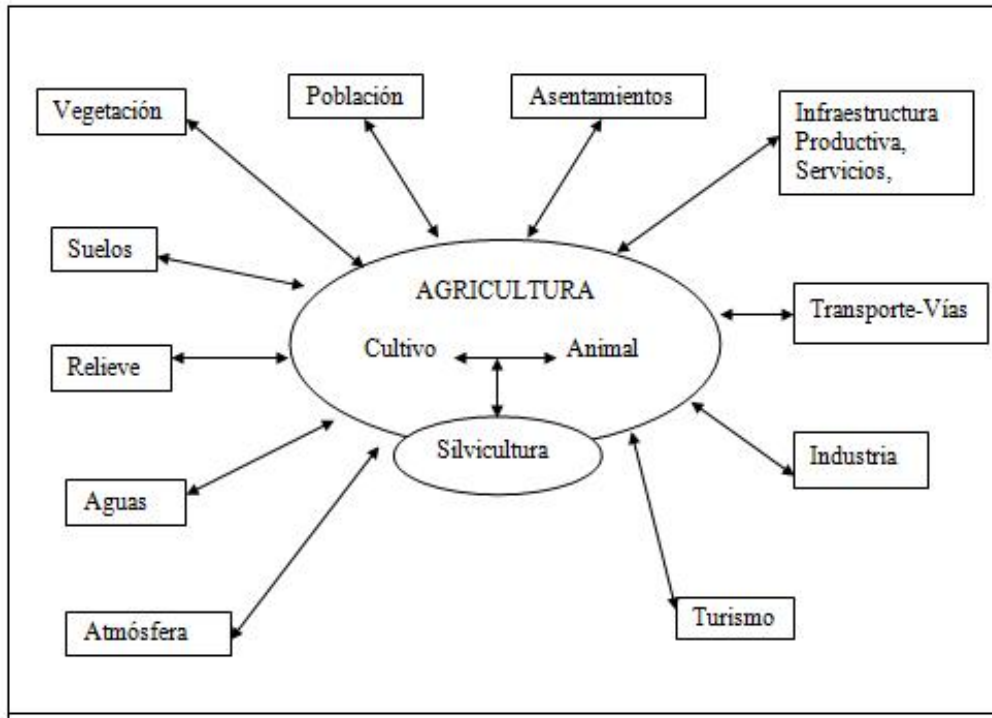 Vegetación
Población
Asentamientos
Infraestructura
Productiva,
Servicios,
Suelos
AGRICULTURA
Transporte-Vías
Cultivo
Animal
Relieve
Silvicultura
Industria
Aguas
Atmósfera
Turismo